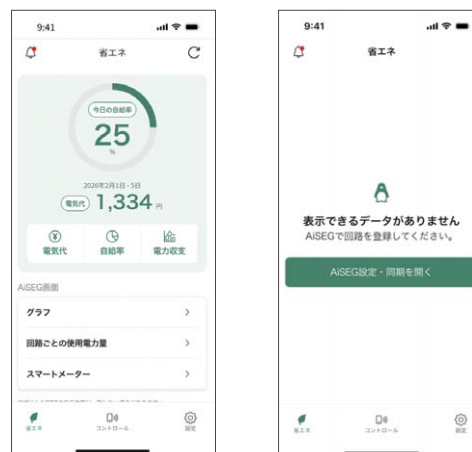 9:41
省エネ
今日の自給率
25
%
2026年2月1日 - 5日
電気代 1,334 円
電気代 自給率 電力収支
AiSEG画面
グラフ
回路ごとの使用電力量
スマートメーター
省エネ コントロール 設定
9:41
省エネ
表示できるデータがありません
AiSEGで回路を登録してください。
AiSEG設定・同期を開く
省エネ コントロール 設定